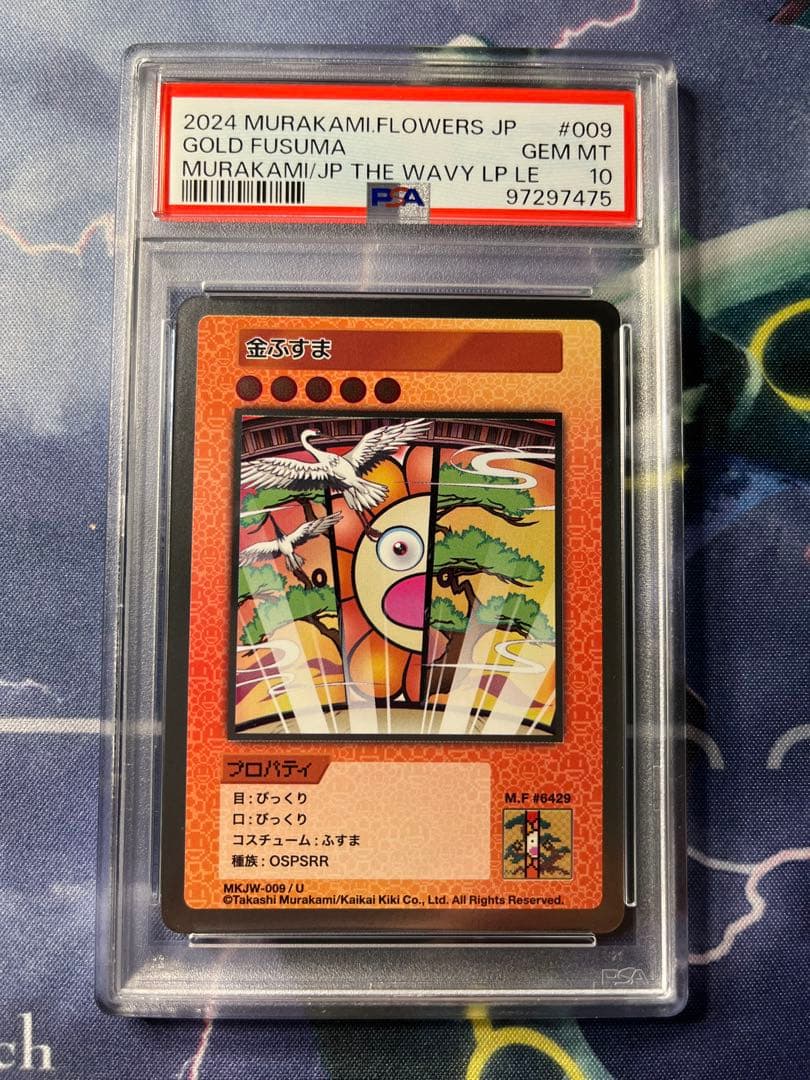 2024 MURAKAMI.FLOWERS JP #009
GOLD FUSUMA GEM MT
MURAKAMI/JP THE WAVY LP LE 10
PSA 97297475
金ふすま
プロパティ
目 : びっくり
口 : びっくり
コスチューム : ふすま
種族 : OSPSRR
M.F #6429
MKJW-009 / U
©Takashi Murakami/Kaikai Kiki Co., Ltd. All Rights Reserved.
PSA
ch